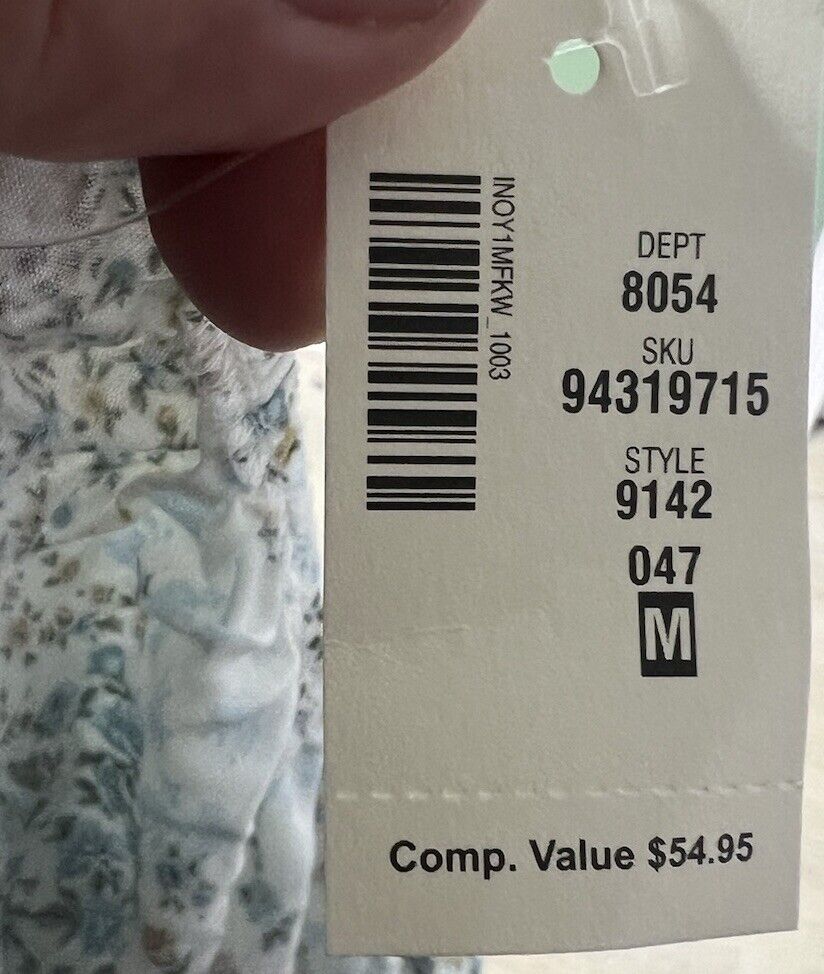 INOY1MFKW_1003
DEPT
8054
SKU
94319715
STYLE
9142
047
M
Comp. Value $54.95